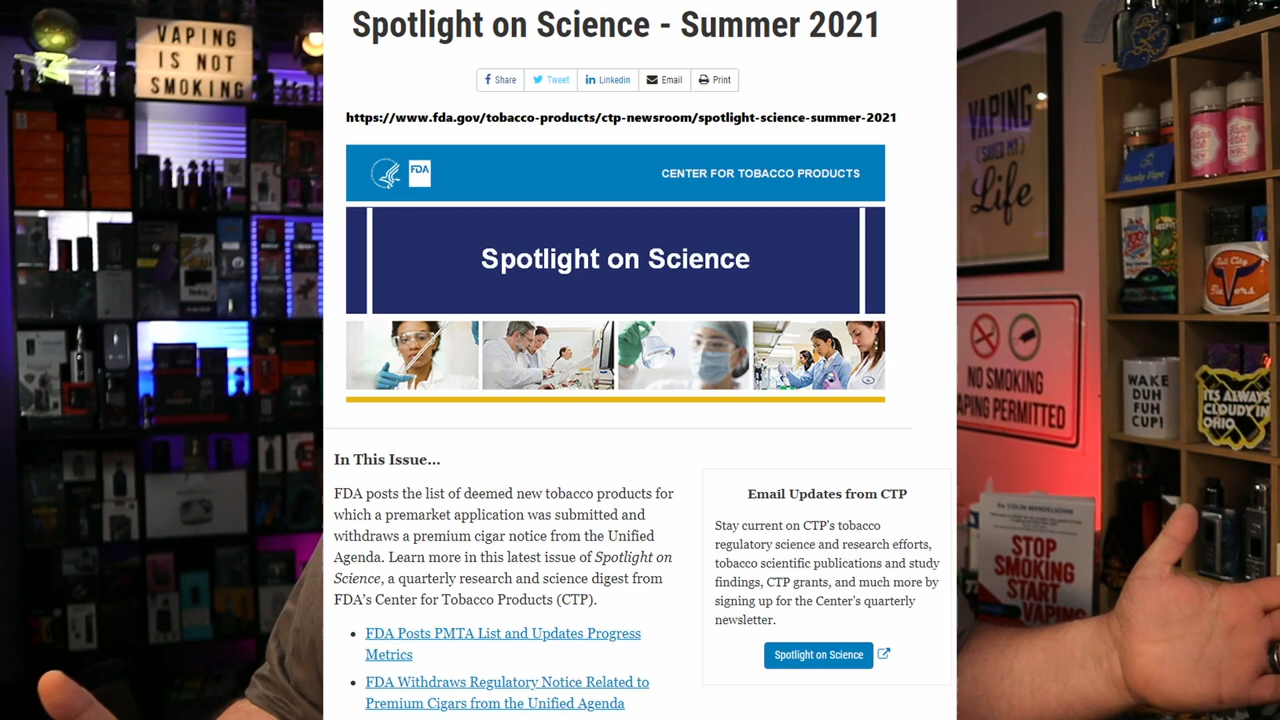 VAPING
IS NOT
SMOKING
Spotlight on Science - Summer 2021
Share
Tweet
Linkedin
Email
Print
https://www.fda.gov/tobacco-products/ctp-newsroom/spotlight-science-summer-2021
FDA
CENTER FOR TOBACCO PRODUCTS
Spotlight on Science
In This Issue...
FDA posts the list of deemed new tobacco products for
which a premarket application was submitted and
withdraws a premium cigar notice from the Unified
Agenda. Learn more in this latest issue of Spotlight on
Science, a quarterly research and science digest from
FDA's Center for Tobacco Products (CTP).
• FDA Posts PMTA List and Updates Progress
Metrics
• FDA Withdraws Regulatory Notice Related to
Premium Cigars from the Unified Agenda
Email Updates from CTP
Stay current on CTP's tobacco
regulatory science and research efforts,
tobacco scientific publications and study
findings, CTP grants, and much more by
signing up for the Center's quarterly
newsletter.
Spotlight on Science
VAPING
(SAVED MY)
Life
NO SMOKING
APING PERMITTED
WAKE
DUH
FUH
CUP!
IT'S ALWAYS
CLOUDY IN
OHIO
Dr. COLIN MENDELSOHN
STOP
SMOKING
START
VAPING